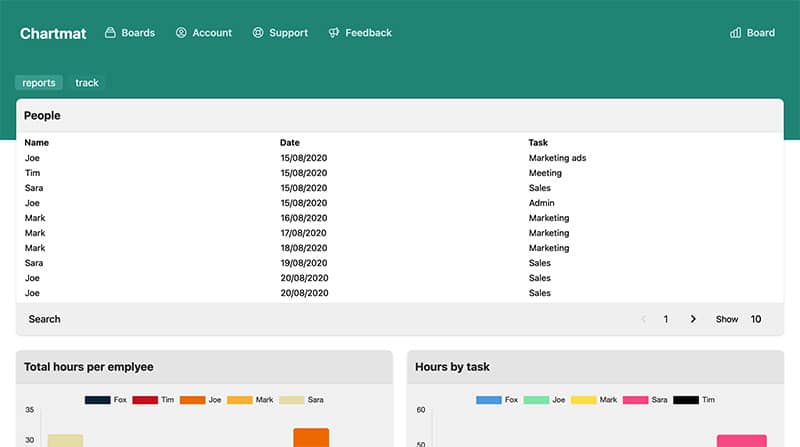 Chartmat Boards Account Support Feedback Board
reports track
People
Name Date Task
Joe 15/08/2020 Marketing ads
Tim 15/08/2020 Meeting
Sara 15/08/2020 Sales
Joe 15/08/2020 Admin
Mark 16/08/2020 Marketing
Mark 17/08/2020 Marketing
Mark 18/08/2020 Marketing
Sara 19/08/2020 Sales
Joe 20/08/2020 Sales
Joe 20/08/2020 Sales
Search 1 Show 10
Total hours per emplyee Hours by task
Fox Tim Joe Mark Sara Fox Joe Mark Sara Tim
35 60
30 50